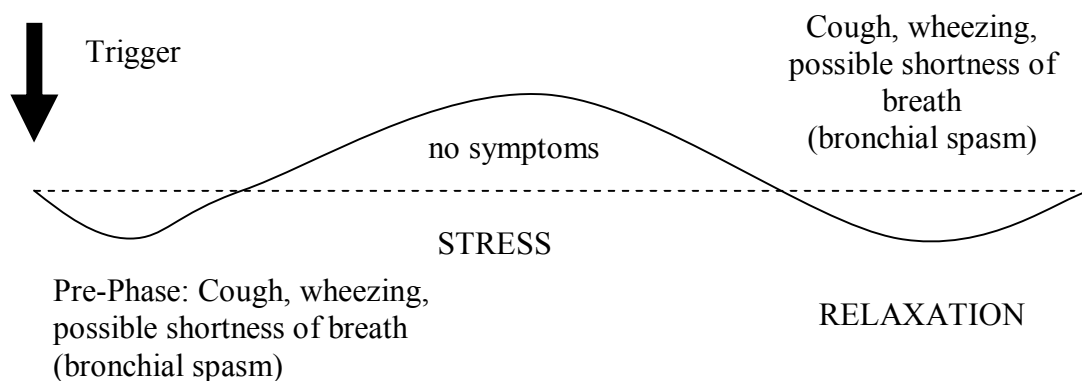 Trigger
Cough, wheezing,
possible shortness of
breath
(bronchial spasm)
no symptoms
STRESS
Pre-Phase: Cough, wheezing,
possible shortness of breath
(bronchial spasm)
RELAXATION